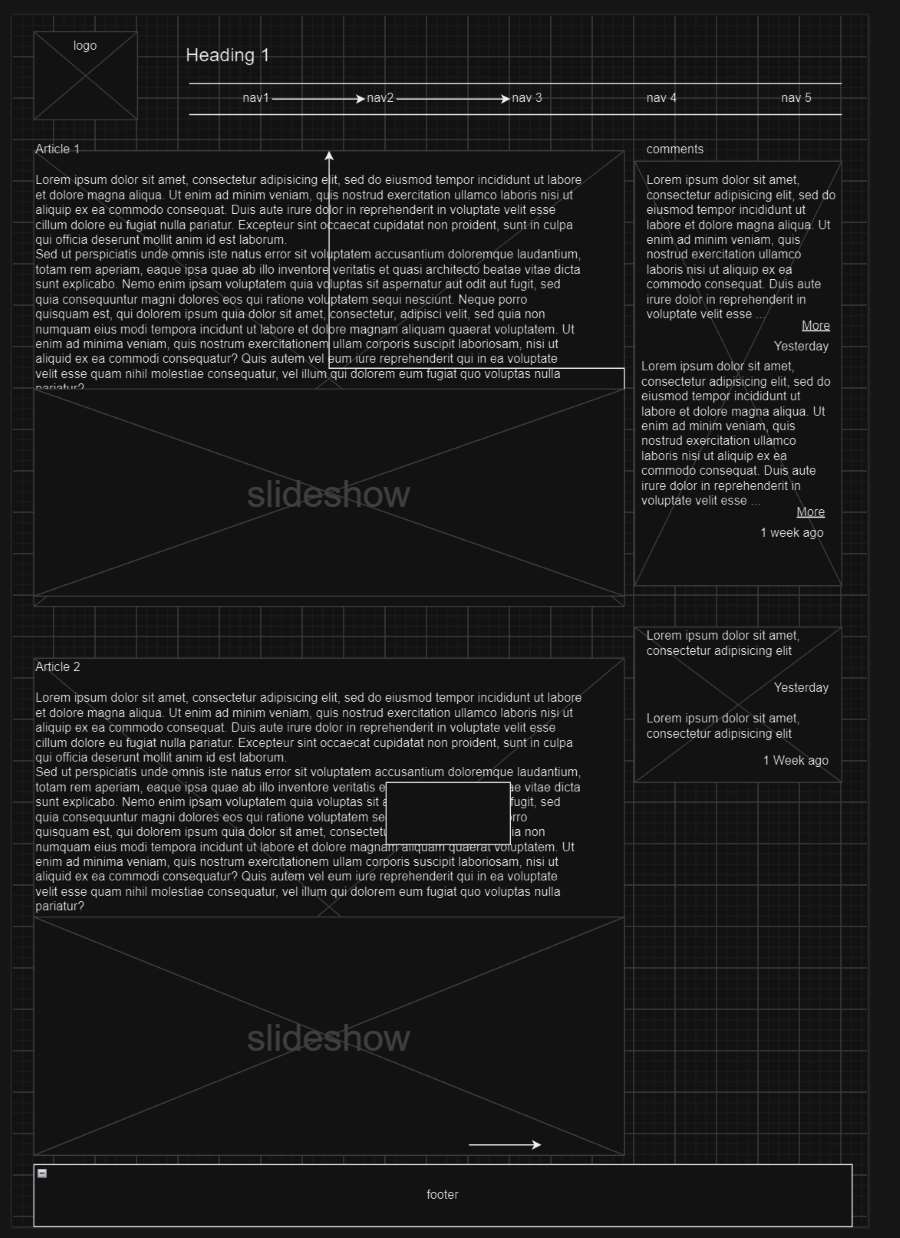 logo
Heading 1
nav1 nav2 nav 3 nav 4 nav 5
Article 1
Lorem ipsum dolor sit amet, consectetur adipisicing elit, sed do eiusmod tempor incididunt ut labore
et dolore magna aliqua. Ut enim ad minim veniam, quis nostrud exercitation ullamco laboris nisi ut
aliquip ex ea commodo consequat. Duis aute irure dolor in reprehenderit in voluptate velit esse
cillum dolore eu fugiat nulla pariatur. Excepteur sint occaecat cupidatat non proident, sunt in culpa
qui officia deserunt mollit anim id est laborum.
Sed ut perspiciatis unde omnis iste natus error sit voluptatem accusantium doloremque laudantium,
totam rem aperiam, eaque ipsa quae ab illo inventore veritatis et quasi architecto beatae vitae dicta
sunt explicabo. Nemo enim ipsam voluptatem quia voluptas sit aspernatur aut odit aut fugit, sed
quia consequuntur magni dolores eos qui ratione voluptatem sequi nesciunt. Neque porro
quisquam est, qui dolorem ipsum quia dolor sit amet, consectetur, adipisci velit, sed quia non
numquam eius modi tempora incidunt ut labore et dolore magnam aliquam quaerat voluptatem. Ut
enim ad minima veniam, quis nostrum exercitationem ullam corporis suscipit laboriosam, nisi ut
aliquid ex ea commodi consequatur? Quis autem vel eum iure reprehenderit qui in ea voluptate
velit esse quam nihil molestiae consequatur, vel illum qui dolorem eum fugiat quo voluptas nulla
pariatur?
slideshow
comments
Lorem ipsum dolor sit amet,
consectetur adipisicing elit, sed do
eiusmod tempor incididunt ut
labore et dolore magna aliqua. Ut
enim ad minim veniam, quis
nostrud exercitation ullamco
laboris nisi ut aliquip ex ea
commodo consequat. Duis aute
irure dolor in reprehenderit in
voluptate velit esse ...
More
Yesterday
Lorem ipsum dolor sit amet,
consectetur adipisicing elit, sed do
eiusmod tempor incididunt ut
labore et dolore magna aliqua. Ut
enim ad minim veniam, quis
nostrud exercitation ullamco
laboris nisi ut aliquip ex ea
commodo consequat. Duis aute
irure dolor in reprehenderit in
voluptate velit esse ...
More
1 week ago
Lorem ipsum dolor sit amet,
consectetur adipisicing elit
Yesterday
Lorem ipsum dolor sit amet,
consectetur adipisicing elit
1 Week ago
Article 2
Lorem ipsum dolor sit amet, consectetur adipisicing elit, sed do eiusmod tempor incididunt ut labore
et dolore magna aliqua. Ut enim ad minim veniam, quis nostrud exercitation ullamco laboris nisi ut
aliquip ex ea commodo consequat. Duis aute irure dolor in reprehenderit in voluptate velit esse
cillum dolore eu fugiat nulla pariatur. Excepteur sint occaecat cupidatat non proident, sunt in culpa
qui officia deserunt mollit anim id est laborum.
Sed ut perspiciatis unde omnis iste natus error sit voluptatem accusantium doloremque laudantium,
totam rem aperiam, eaque ipsa quae ab illo inventore veritatis vitae dicta
sunt explicabo. Nemo enim ipsam voluptatem quia voluptas sit fugit, sed
quia consequuntur magni dolores eos qui ratione voluptatem
quisquam est, qui dolorem ipsum quia dolor sit amet, non
numquam eius modi tempora incidunt ut labore et dolore magnam aliquam quaerat voluptatem. Ut
enim ad minima veniam, quis nostrum exercitationem ullam corporis suscipit laboriosam, nisi ut
aliquid ex ea commodi consequatur? Quis autem vel eum iure reprehenderit qui in ea voluptate
velit esse quam nihil molestiae consequatur, vel illum qui dolorem eum fugiat quo voluptas nulla
pariatur?
slideshow
footer